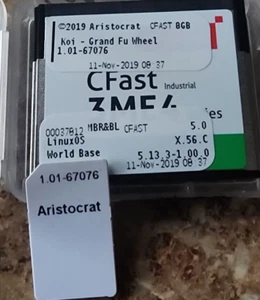 ©2019 Aristocrat CFAST 8GB
Koi - Grand Fu Wheel
1.01-67076
11-Nov-2019 08 37
CFast Industrial
3ME4
ies
00037812 MBR&BL CFAST 5.0
LinuxOS X.56.C
World Base 5.13.3-1.00.0
11-Nov-2019 08 37
1.01-67076
Aristocrat